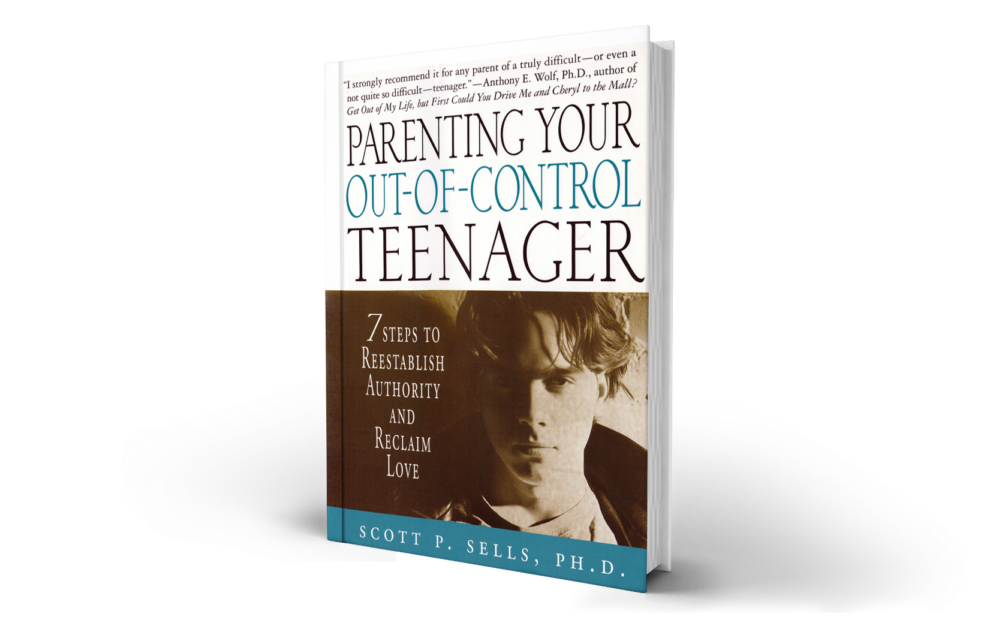 "I strongly recommend it for any parent of a truly difficult—or even a
not quite so difficult—teenager."—Anthony E. Wolf, Ph.D., author of
Get Out of My Life, but First Could You Drive Me and Cheryl to the Mall?
PARENTING YOUR
OUT-OF-CONTROL
TEENAGER
7 STEPS TO
REESTABLISH
AUTHORITY
AND
RECLAIM
LOVE
SCOTT P. SELLS, PH.D.